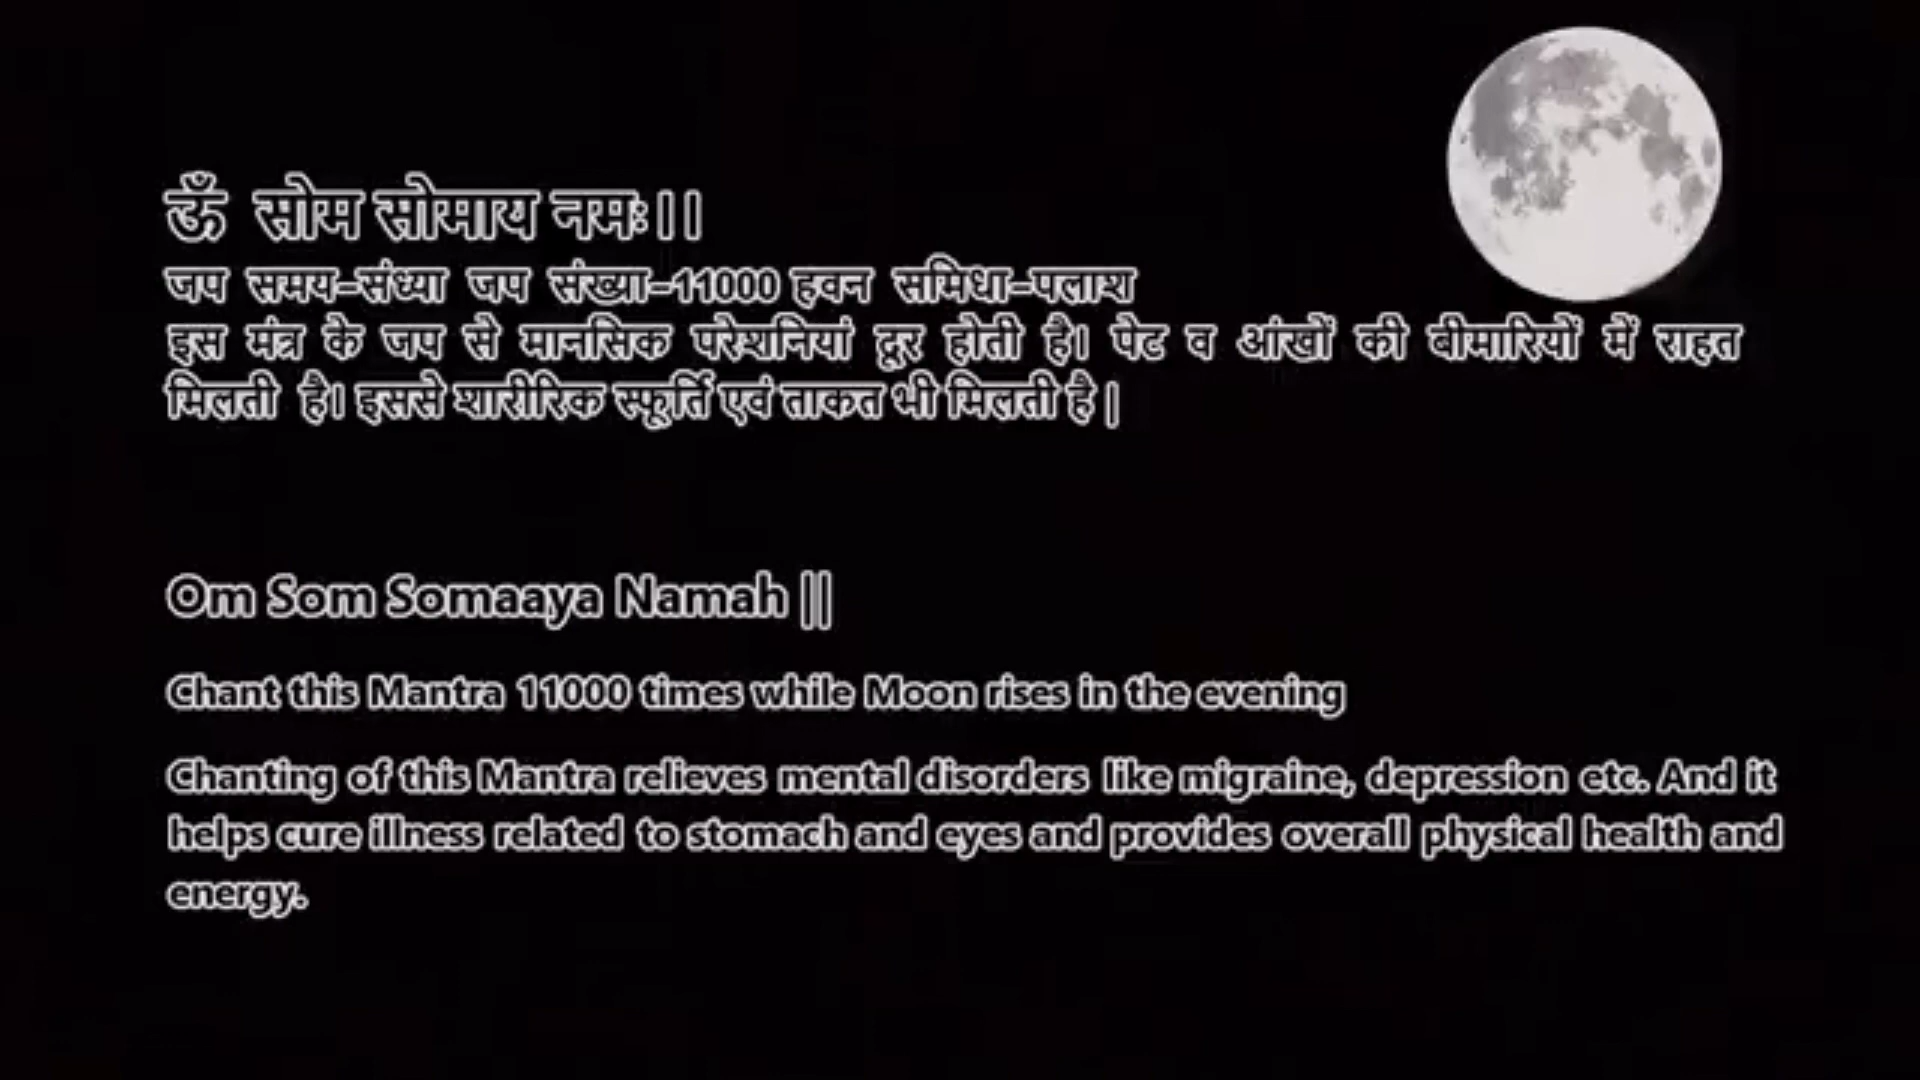 ॐ सोम सोमाय नमः।।
जप समय-संध्या जप संख्या-11000 हवन समिधा-पलाश
इस मंत्र के जप से मानसिक परेशनियां दूर होती है। पेट व आंखों की बीमारियों में राहत
मिलती है। इससे शारीरिक स्फूर्ति एवं ताकत भी मिलती है |
Om Som Somaaya Namah ||
Chant this Mantra 11000 times while Moon rises in the evening
Chanting of this Mantra relieves mental disorders like migraine, depression etc. And it
helps cure illness related to stomach and eyes and provides overall physical health and
energy.